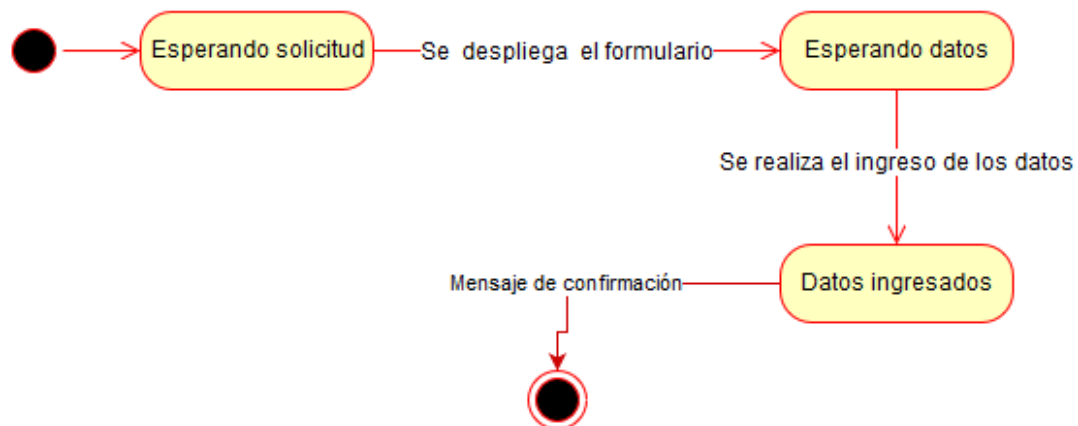 Esperando solicitud
Se despliega el formulario
Esperando datos
Se realiza el ingreso de los datos
Datos ingresados
Mensaje de confirmación